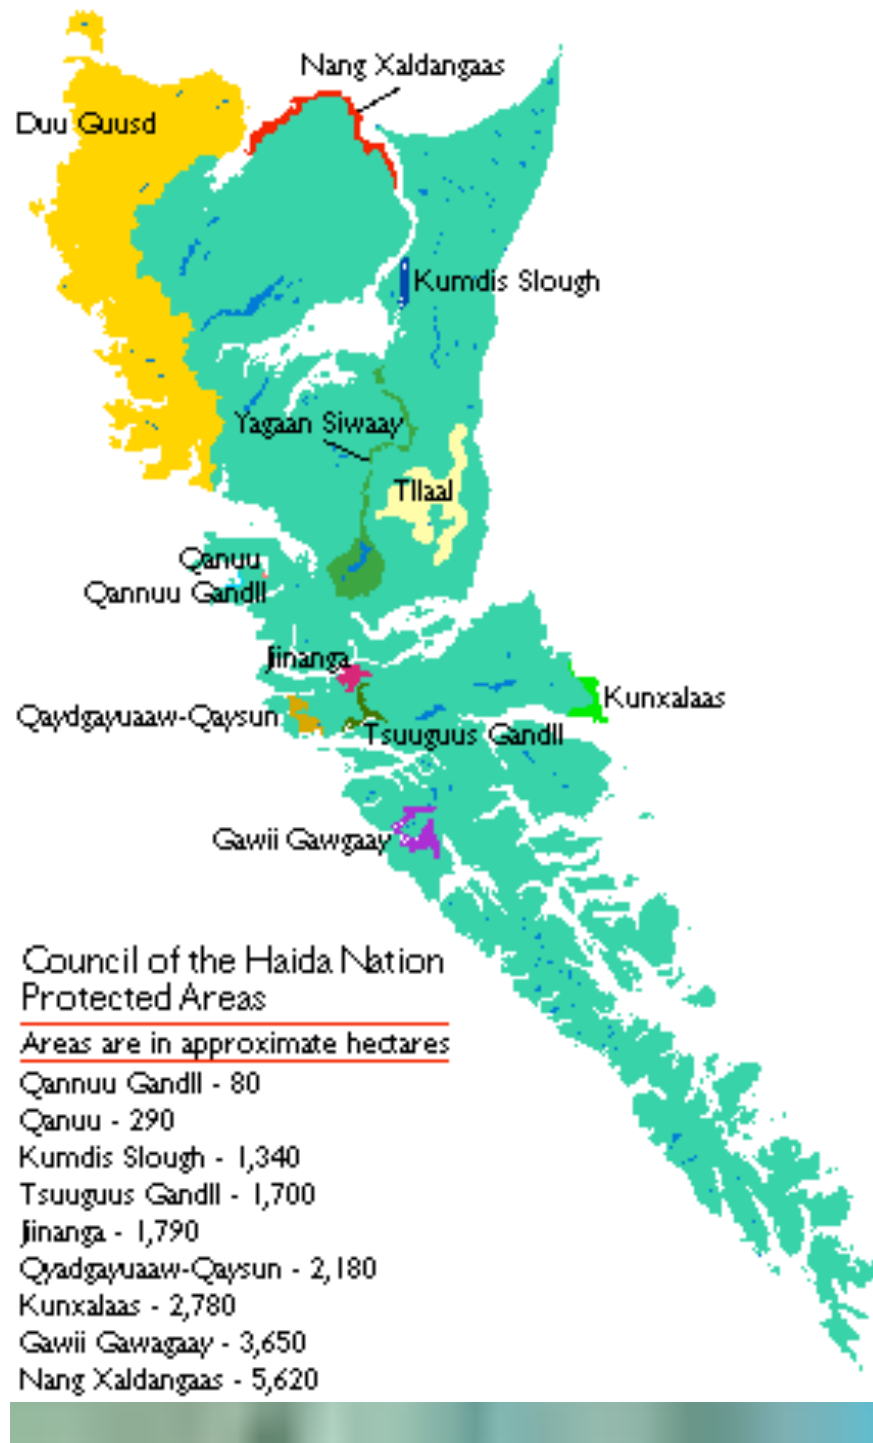 Nang Xaldangaas
Duu Guusd
Kumdis Slough
Yagaan Siwaay
Tllaal
Qanuu
Qannuu Gandll
Jiinanga
Kunxalaas
Qaydgayuaaw-Qaysun
Tsuuguus Gandll
Gawii Gawgaay
Council of the Haida Nation
Protected Areas
Areas are in approximate hectares
Qannuu Gandll - 80
Qanuu - 290
Kumdis Slough - 1,340
Tsuuguus Gandll - 1,700
Jiinanga - 1,790
Qyadgayuaaw-Qaysun - 2,180
Kunxalaas - 2,780
Gawii Gawagaay - 3,650
Nang Xaldangaas - 5,620